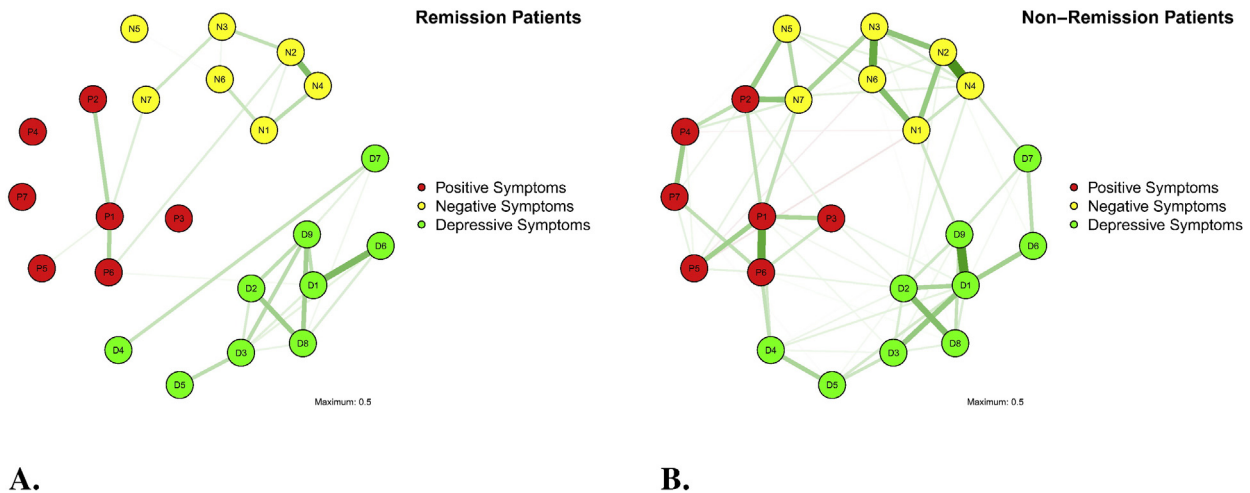 Remission Patients
N5
N3
N2
N6
N4
P2
N7
N1
P4
D7
P7
P1
P3
D9
D6
P5
P6
D2
D1
D4
D3
D8
D5
Positive Symptoms
Negative Symptoms
Depressive Symptoms
Maximum: 0.5
A.
Non−Remission Patients
N5
N3
N2
N6
N4
P2
N7
N1
P4
D7
P7
P1
P3
D9
D6
P5
P6
D2
D1
D4
D3
D8
D5
Positive Symptoms
Negative Symptoms
Depressive Symptoms
Maximum: 0.5
B.